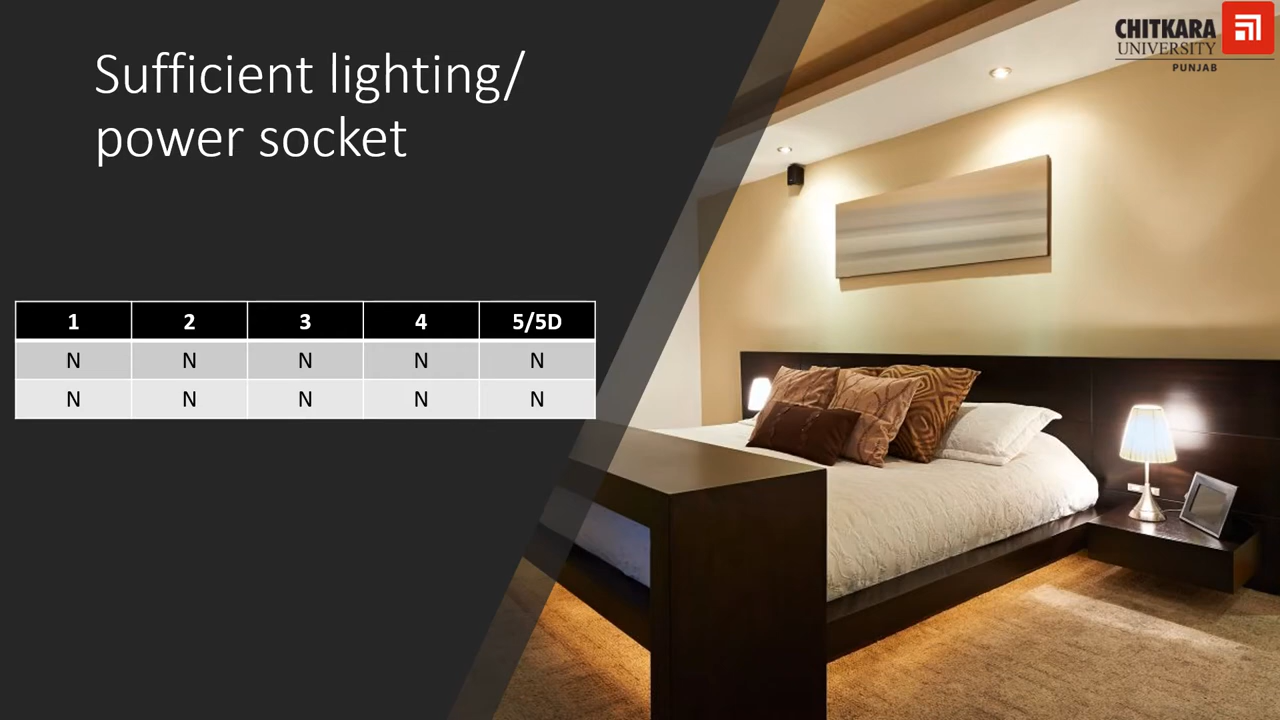 Sufficient lighting/
power socket
CHITKARA
UNIVERSITY
PUNJAB
1 2 3 4 5/5D
N N N N N
N N N N N